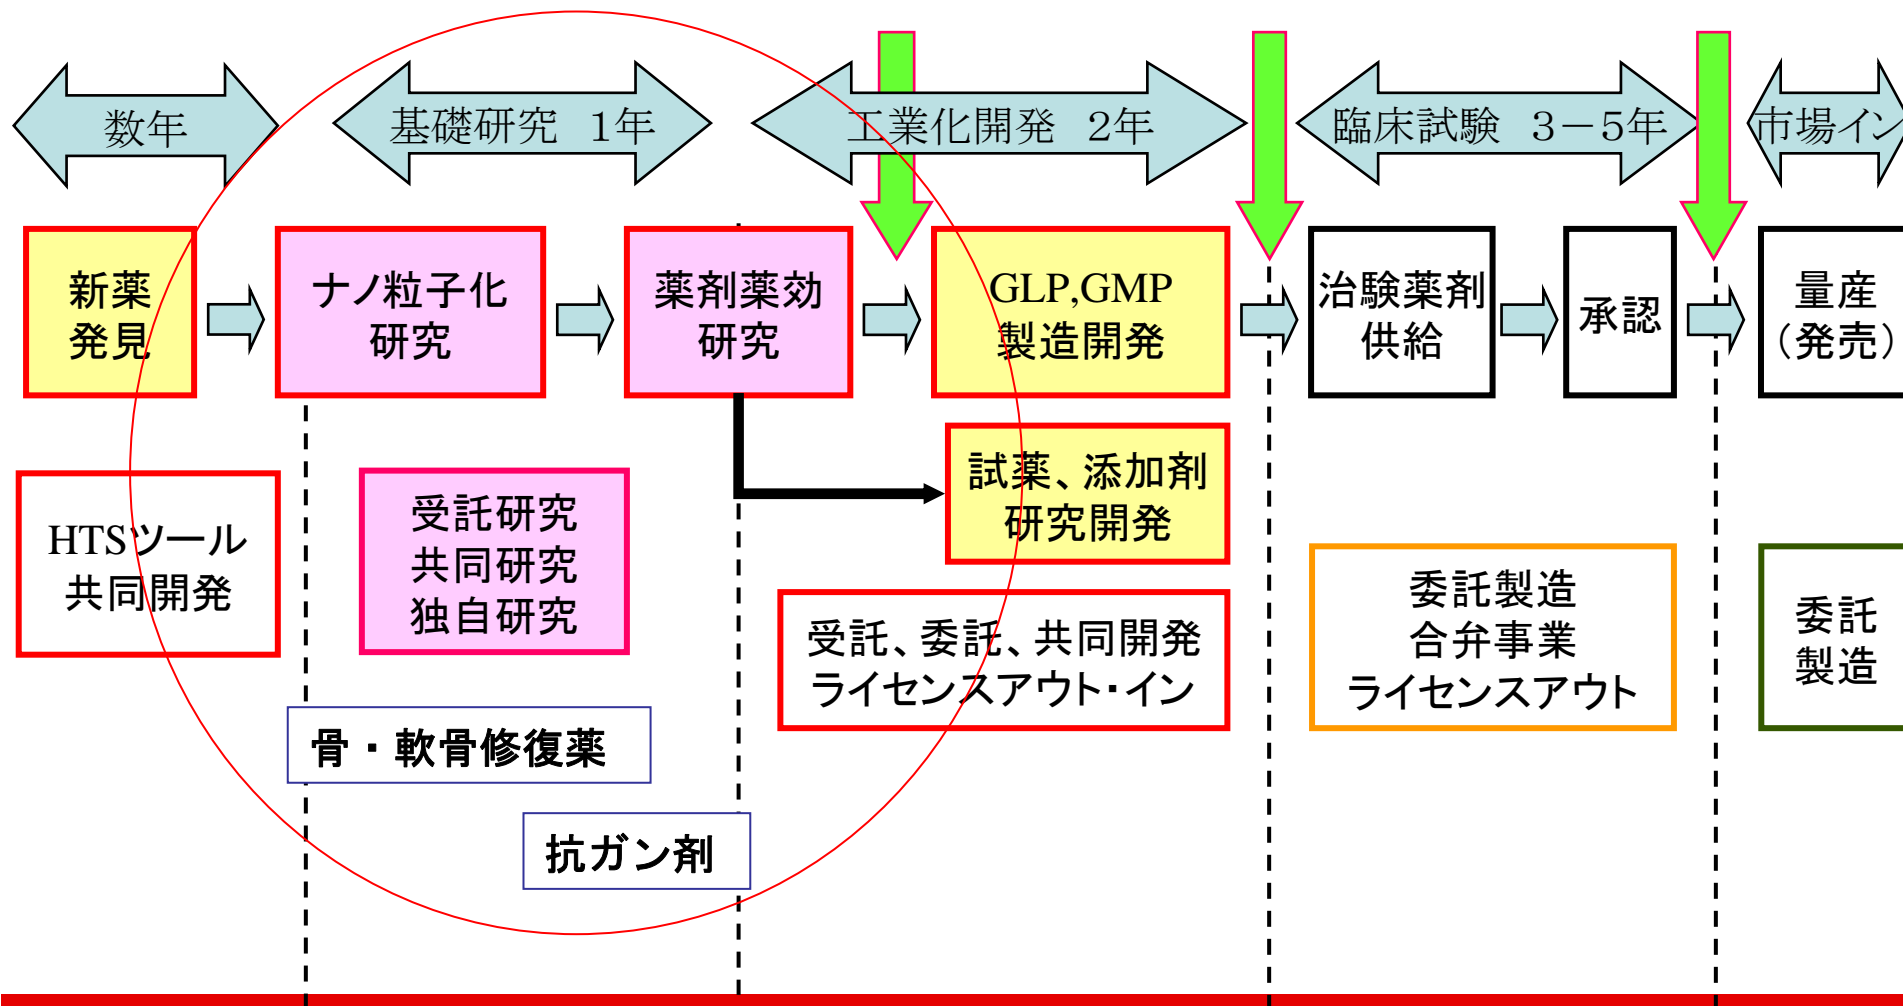 数年
基礎研究 1年
工業化開発 2年
臨床試験 3－5年
市場イン
新薬
発見
ナノ粒子化
研究
薬剤薬効
研究
GLP,GMP
製造開発
治験薬剤
供給
承認
量産
（発売）
試薬、添加剤
研究開発
HTSツール
共同開発
受託研究
共同研究
独自研究
受託、委託、共同開発
ライセンスアウト・イン
委託製造
合弁事業
ライセンスアウト
委託
製造
骨・軟骨修復薬
抗ガン剤